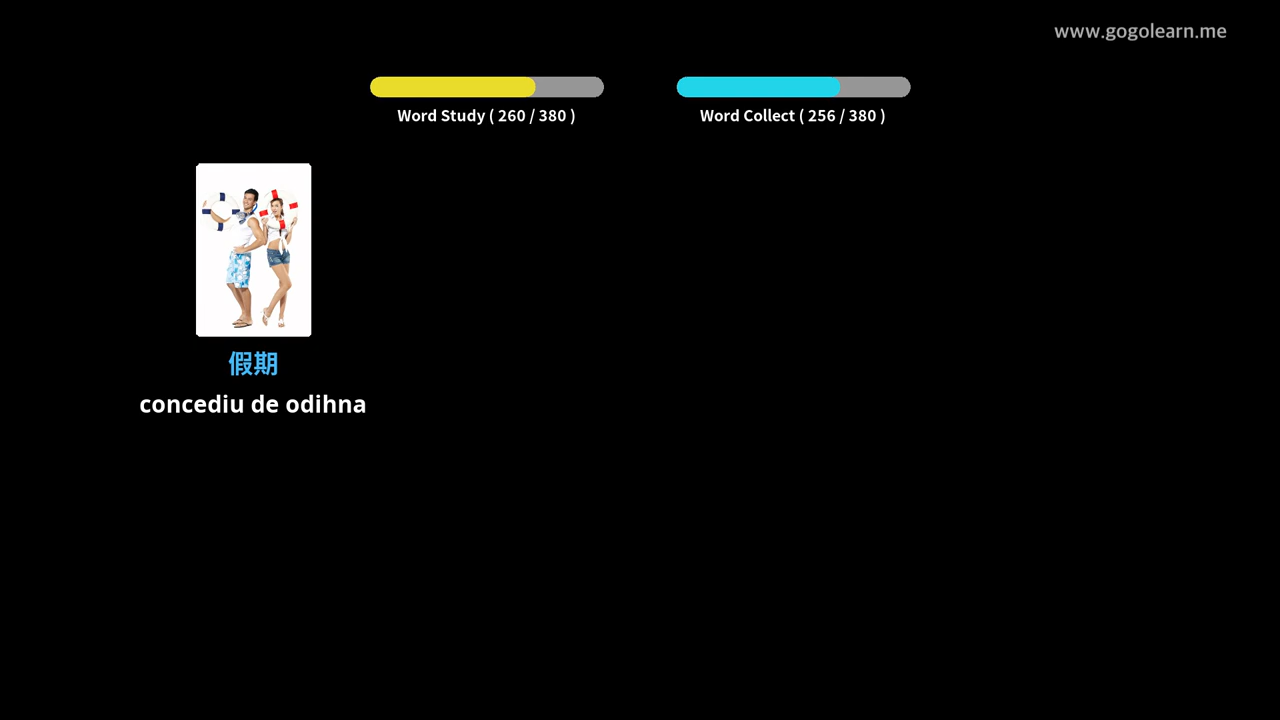 www.gogolearn.me
Word Study ( 260 / 380 )
Word Collect ( 256 / 380 )
假期
concediu de odihna